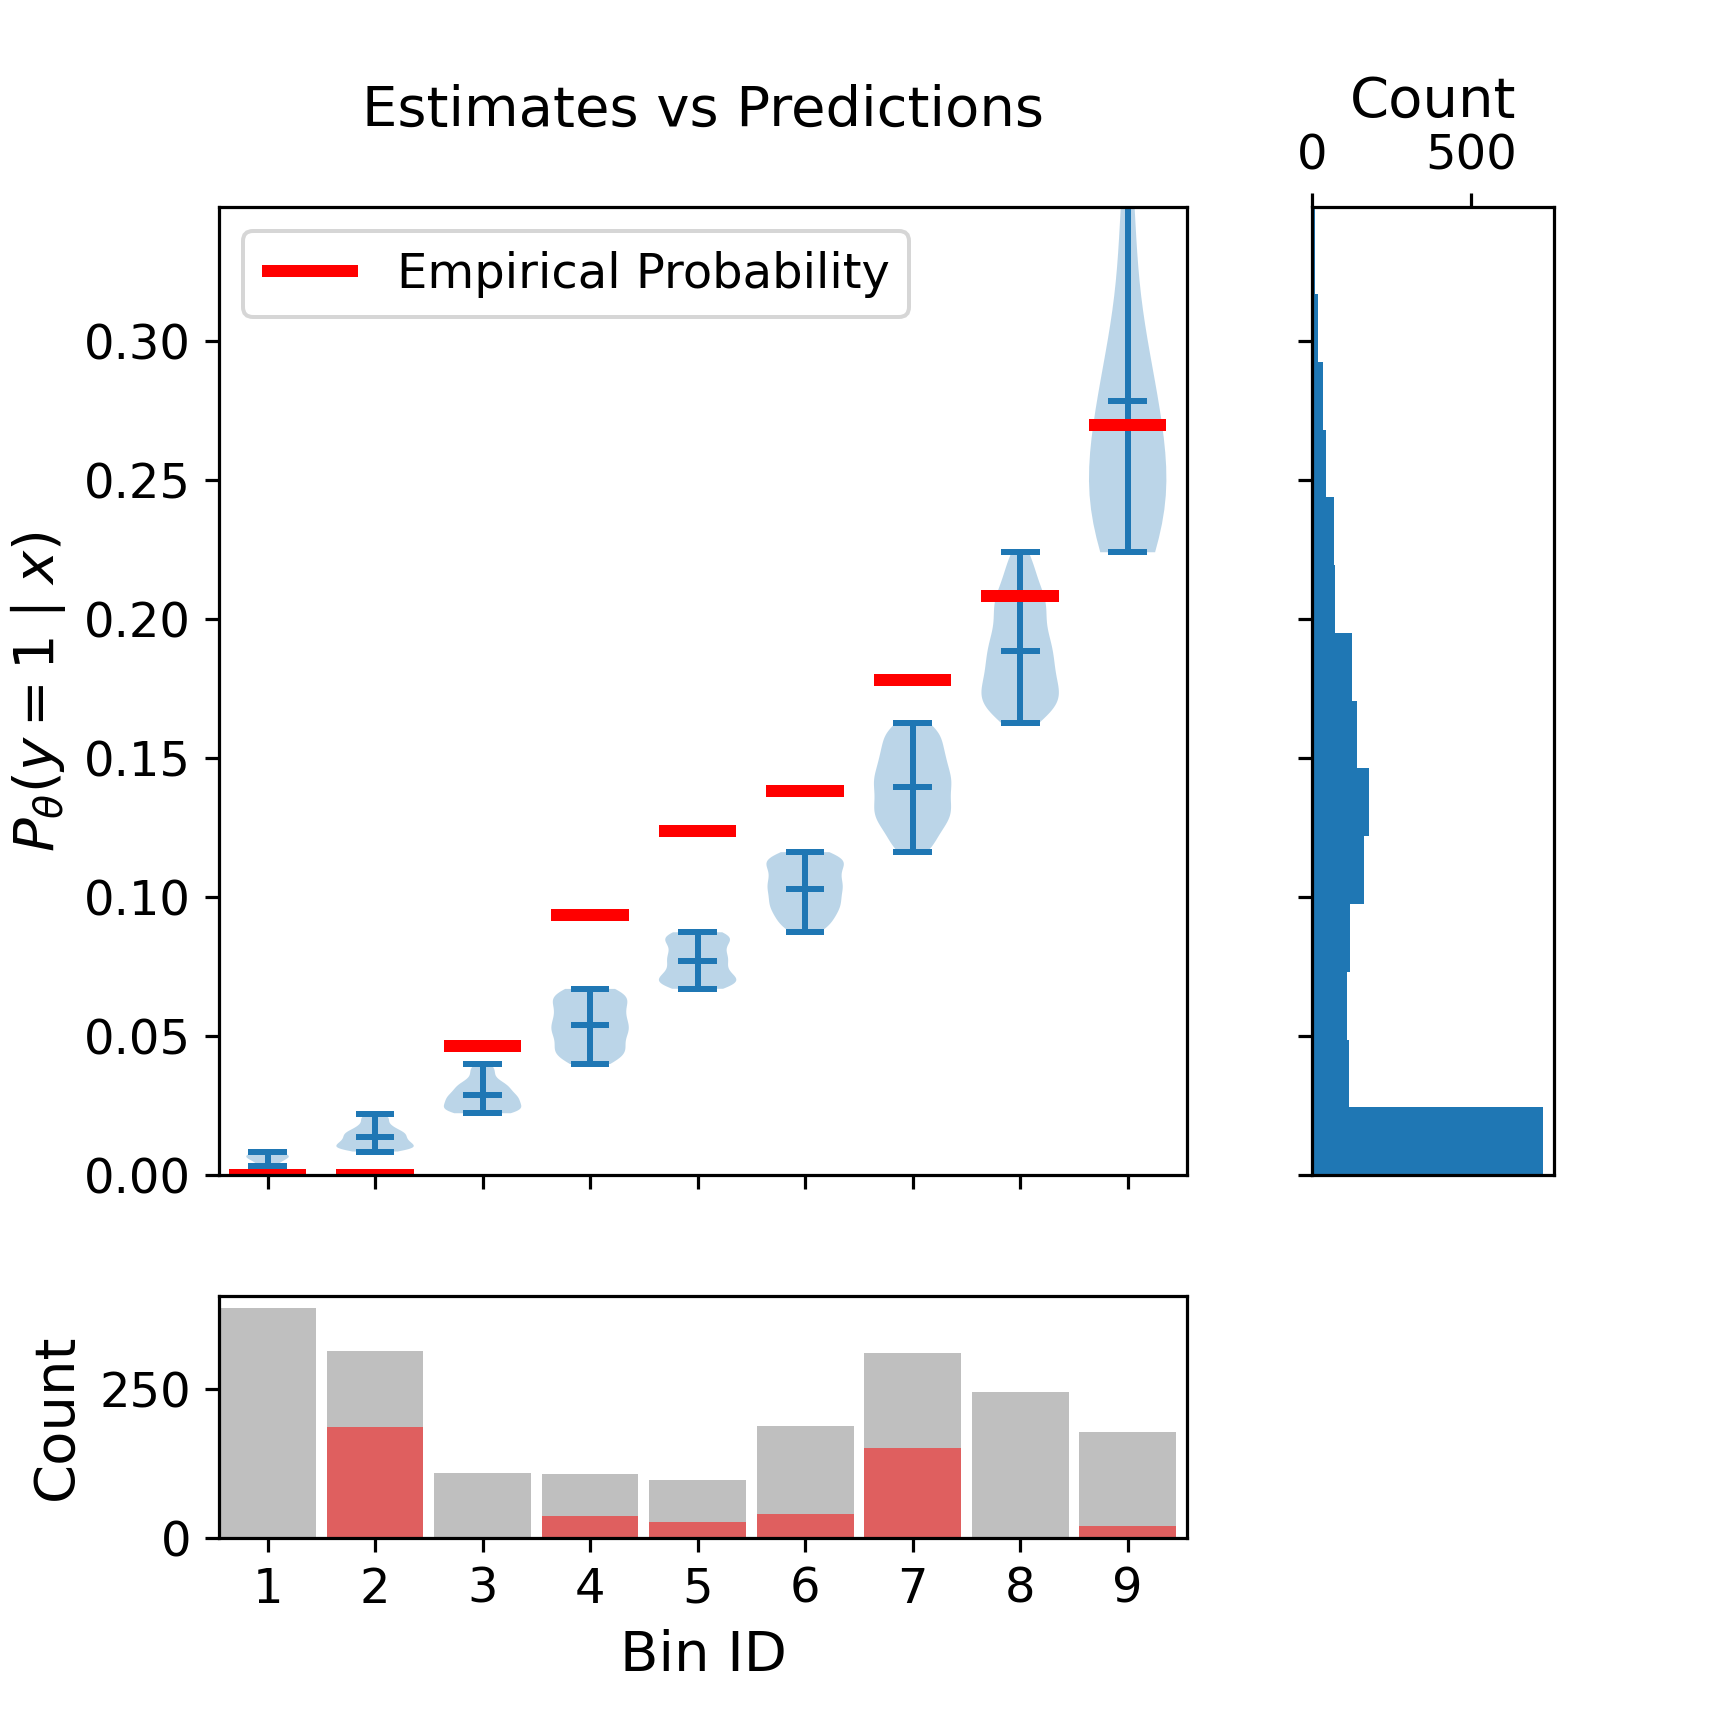 Estimates vs Predictions
Count
0 500
Empirical Probability
0.30
0.25
0.20
0.15
0.10
0.05
0.00
P_θ(y = 1 | x)
Count
250
0
1 2 3 4 5 6 7 8 9
Bin ID